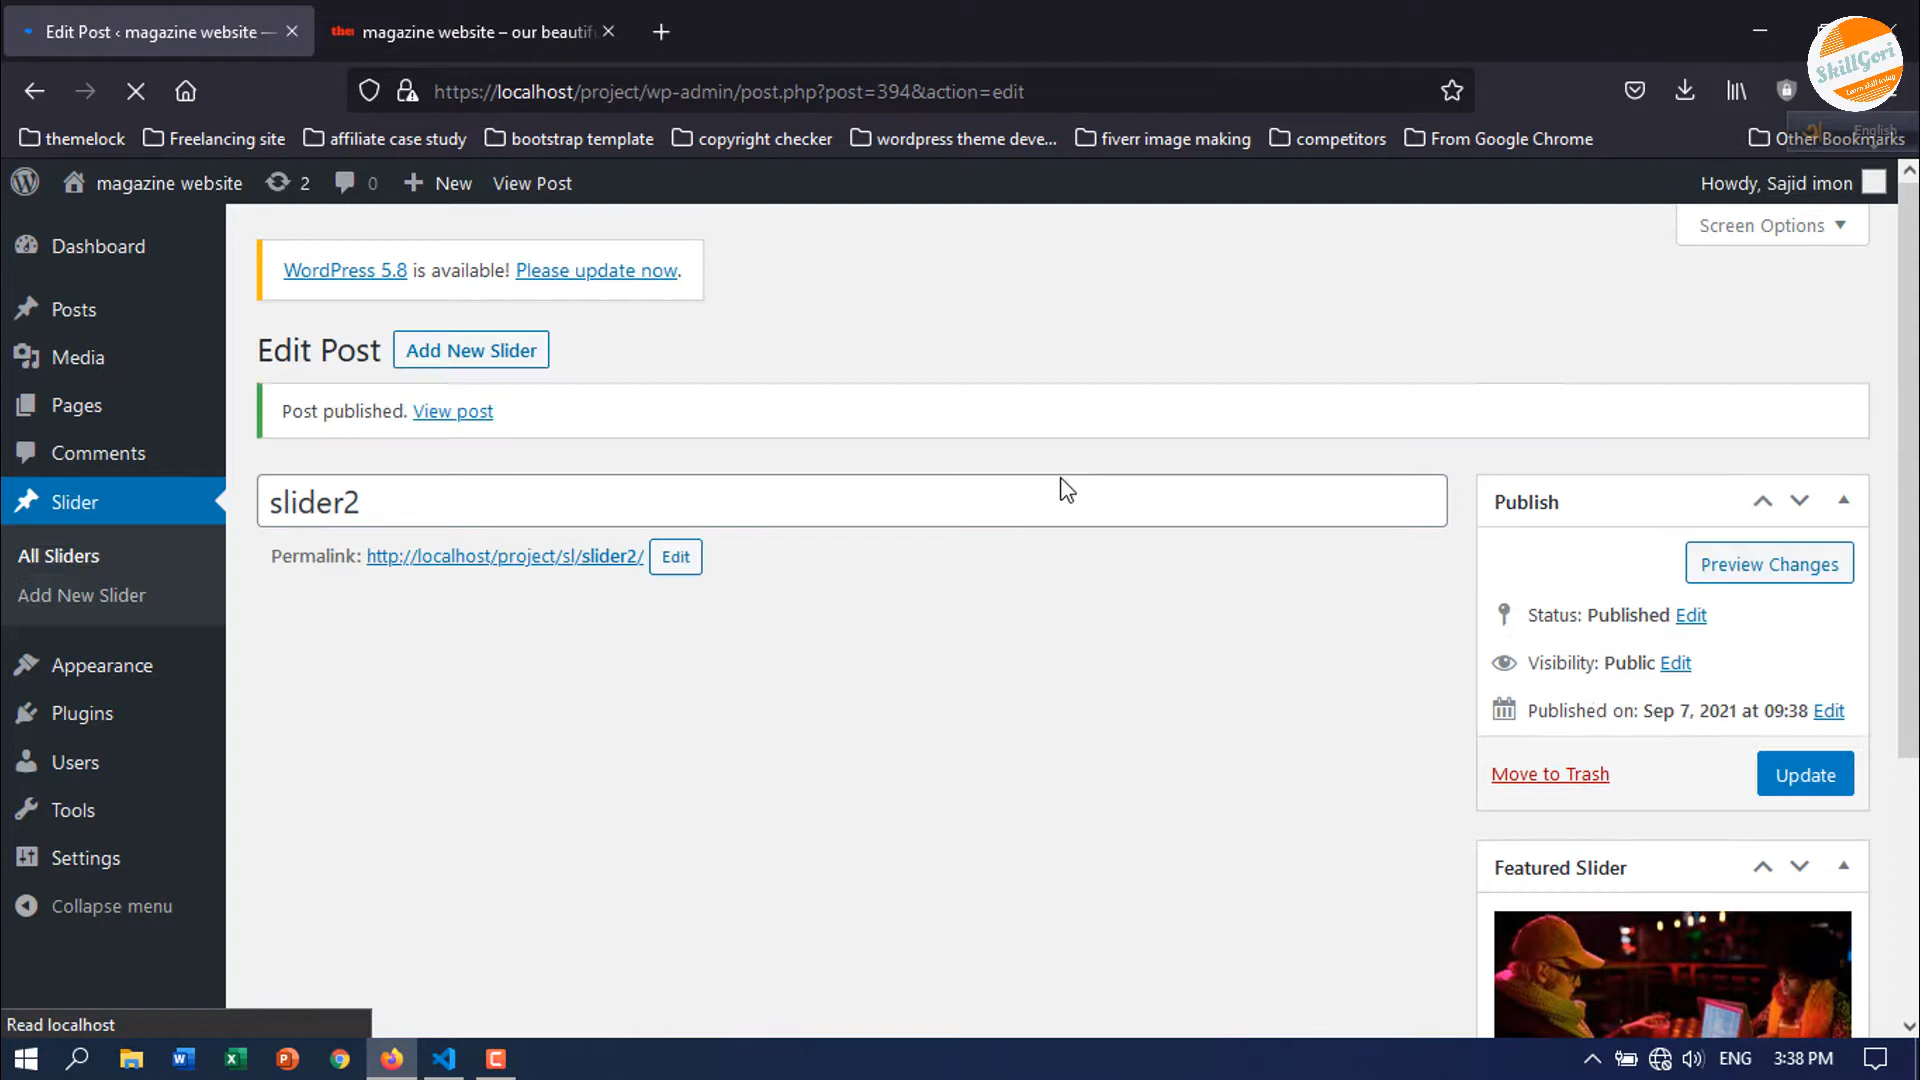 Edit Post ‹ magazine website —
the: magazine website – our beautif
SkillGori
Learn skill today
https://localhost/project/wp-admin/post.php?post=394&action=edit
themelock Freelancing site affiliate case study bootstrap template copyright checker wordpress theme deve... fiverr image making competitors From Google Chrome Other Bookmarks
English
magazine website 2 0 New View Post Howdy, Sajid imon
Screen Options
Dashboard
WordPress 5.8 is available! Please update now.
Posts
Edit Post Add New Slider
Media
Pages
Post published. View post
Comments
Slider
slider2
Publish
All Sliders
Permalink: http://localhost/project/sl/slider2/ Edit
Preview Changes
Add New Slider
Status: Published Edit
Appearance
Visibility: Public Edit
Plugins
Published on: Sep 7, 2021 at 09:38 Edit
Users
Move to Trash Update
Tools
Settings
Featured Slider
Collapse menu
Read localhost
ENG 3:38 PM